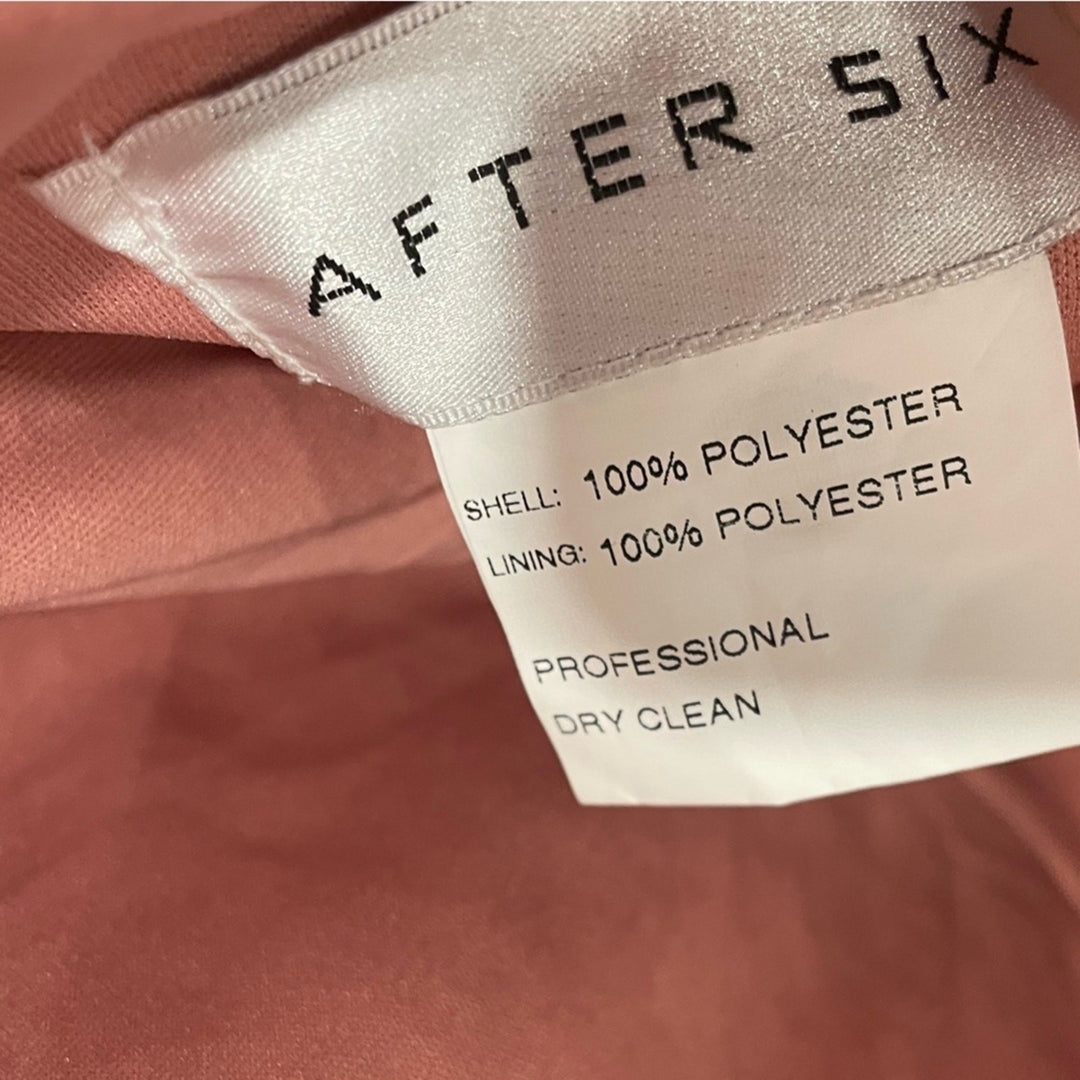 AFTER SIX
SHELL: 100% POLYESTER
LINING: 100% POLYESTER
PROFESSIONAL
DRY CLEAN